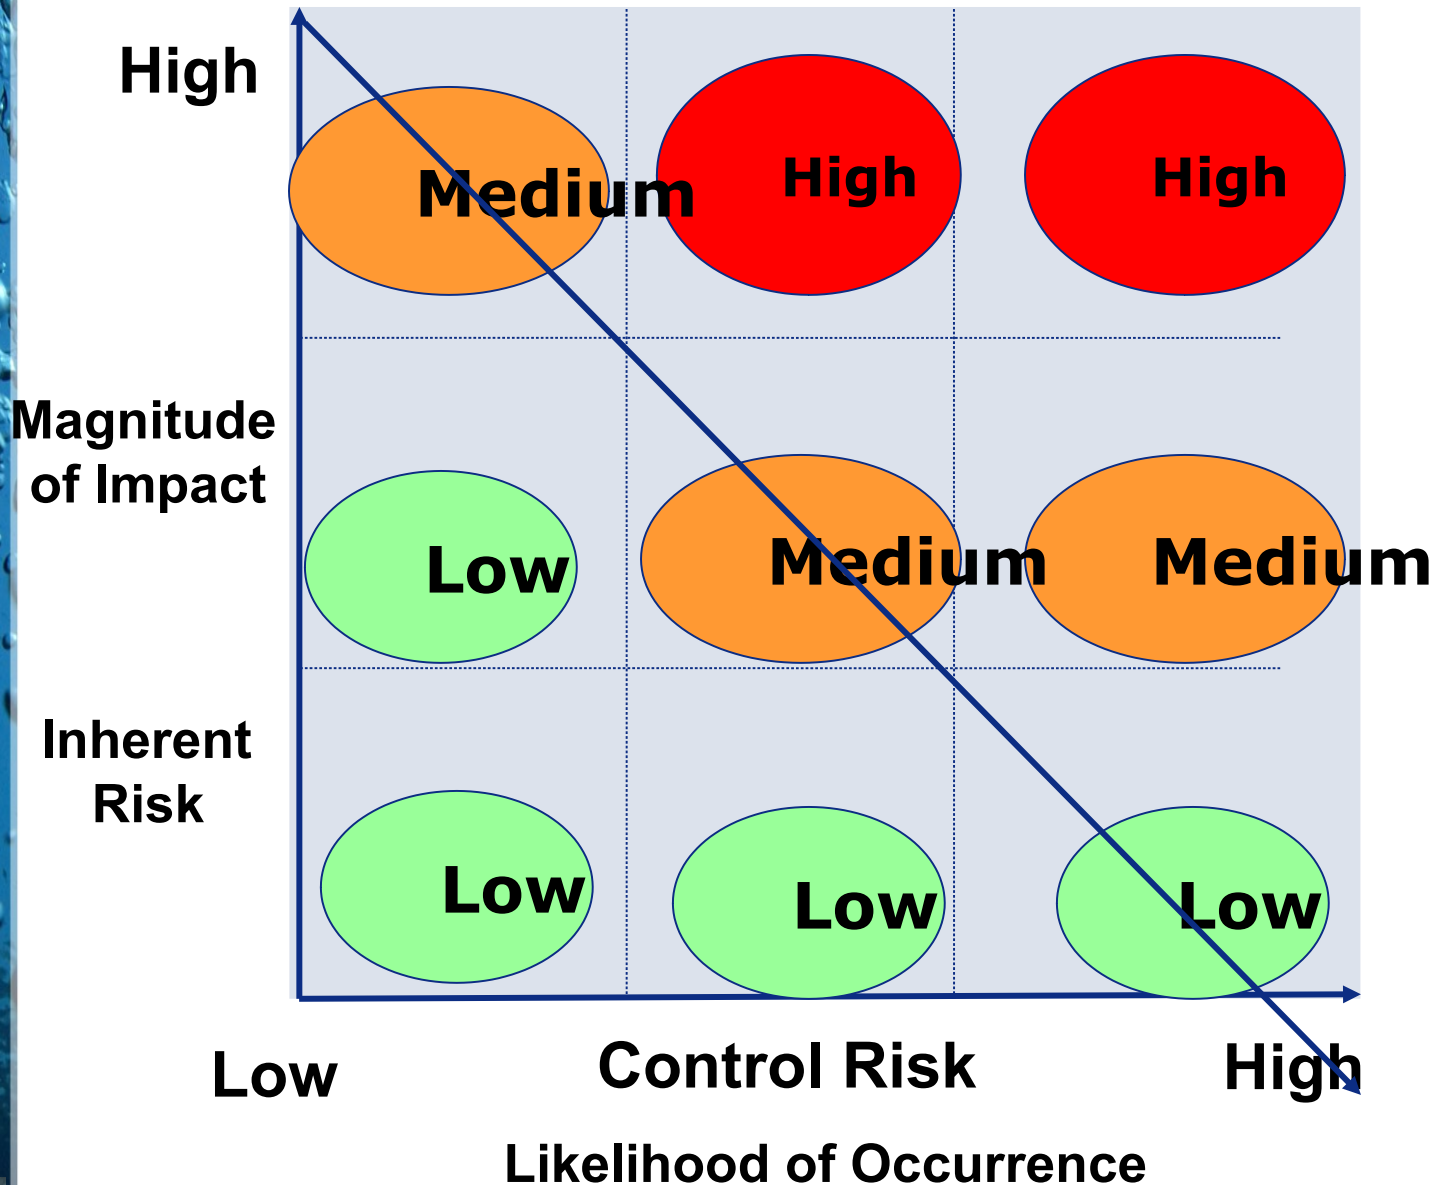 High
Medium
High
High
Magnitude
of Impact
Low
Medium
Medium
Inherent
Risk
Low
Low
Low
Low
Control Risk
High
Likelihood of Occurrence